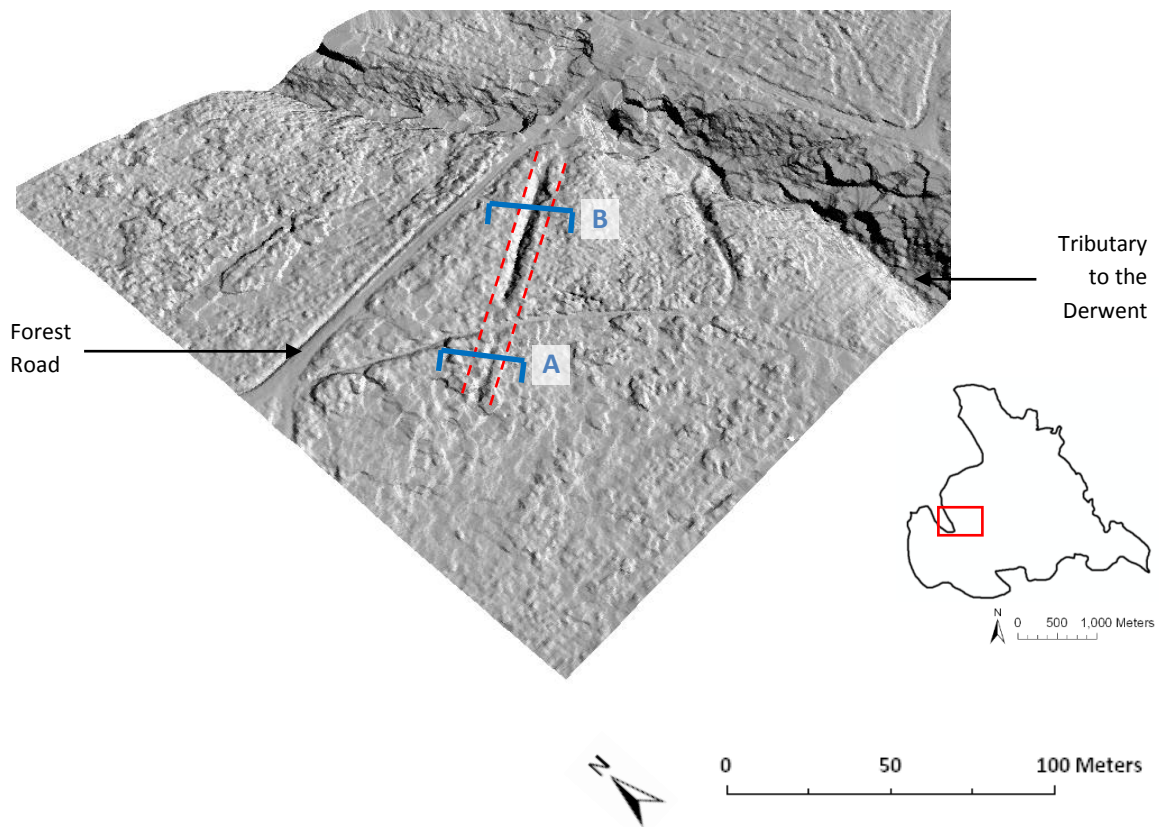 B
Tributary
to the
Derwent
Forest
Road
A
N
0 500 1,000 Meters
N
0 50 100 Meters